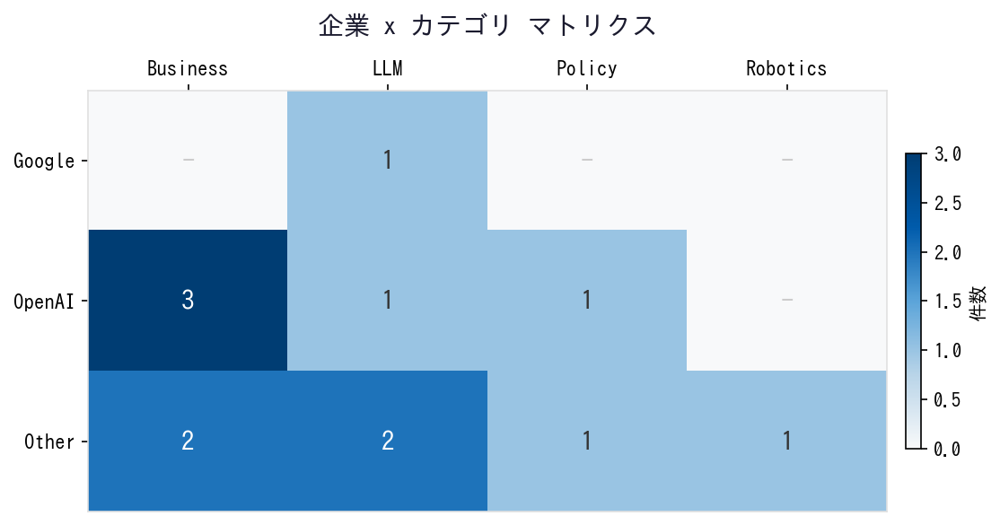 企業 x カテゴリ マトリクス
Business LLM Policy Robotics
Google — 1 — —
OpenAI 3 1 1 —
Other 2 2 1 1
3.0
2.5
2.0
1.5
1.0
0.5
0.0
件数